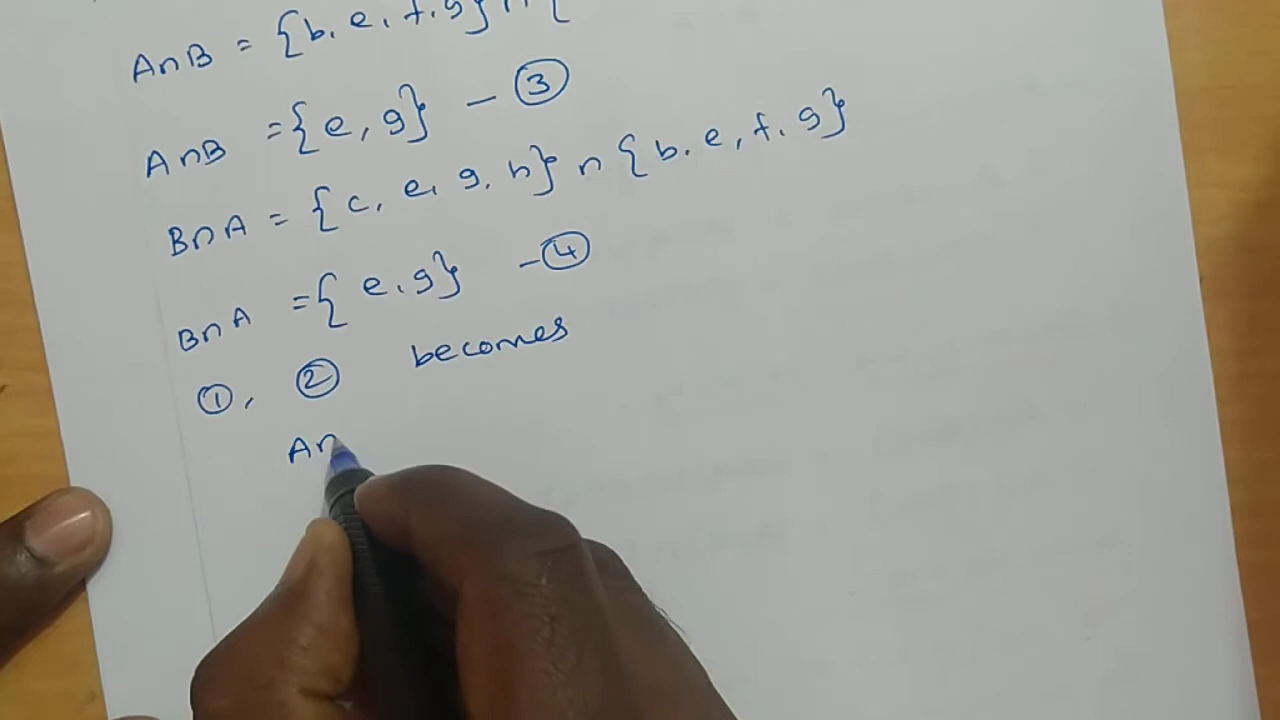 A∩B = {b, e, f, g} ∩ {
A∩B = {e, g} - ③
B∩A = {c, e, g, h} ∩ {b, e, f, g}
B∩A = {e, g} - ④
①, ② becomes
A∩